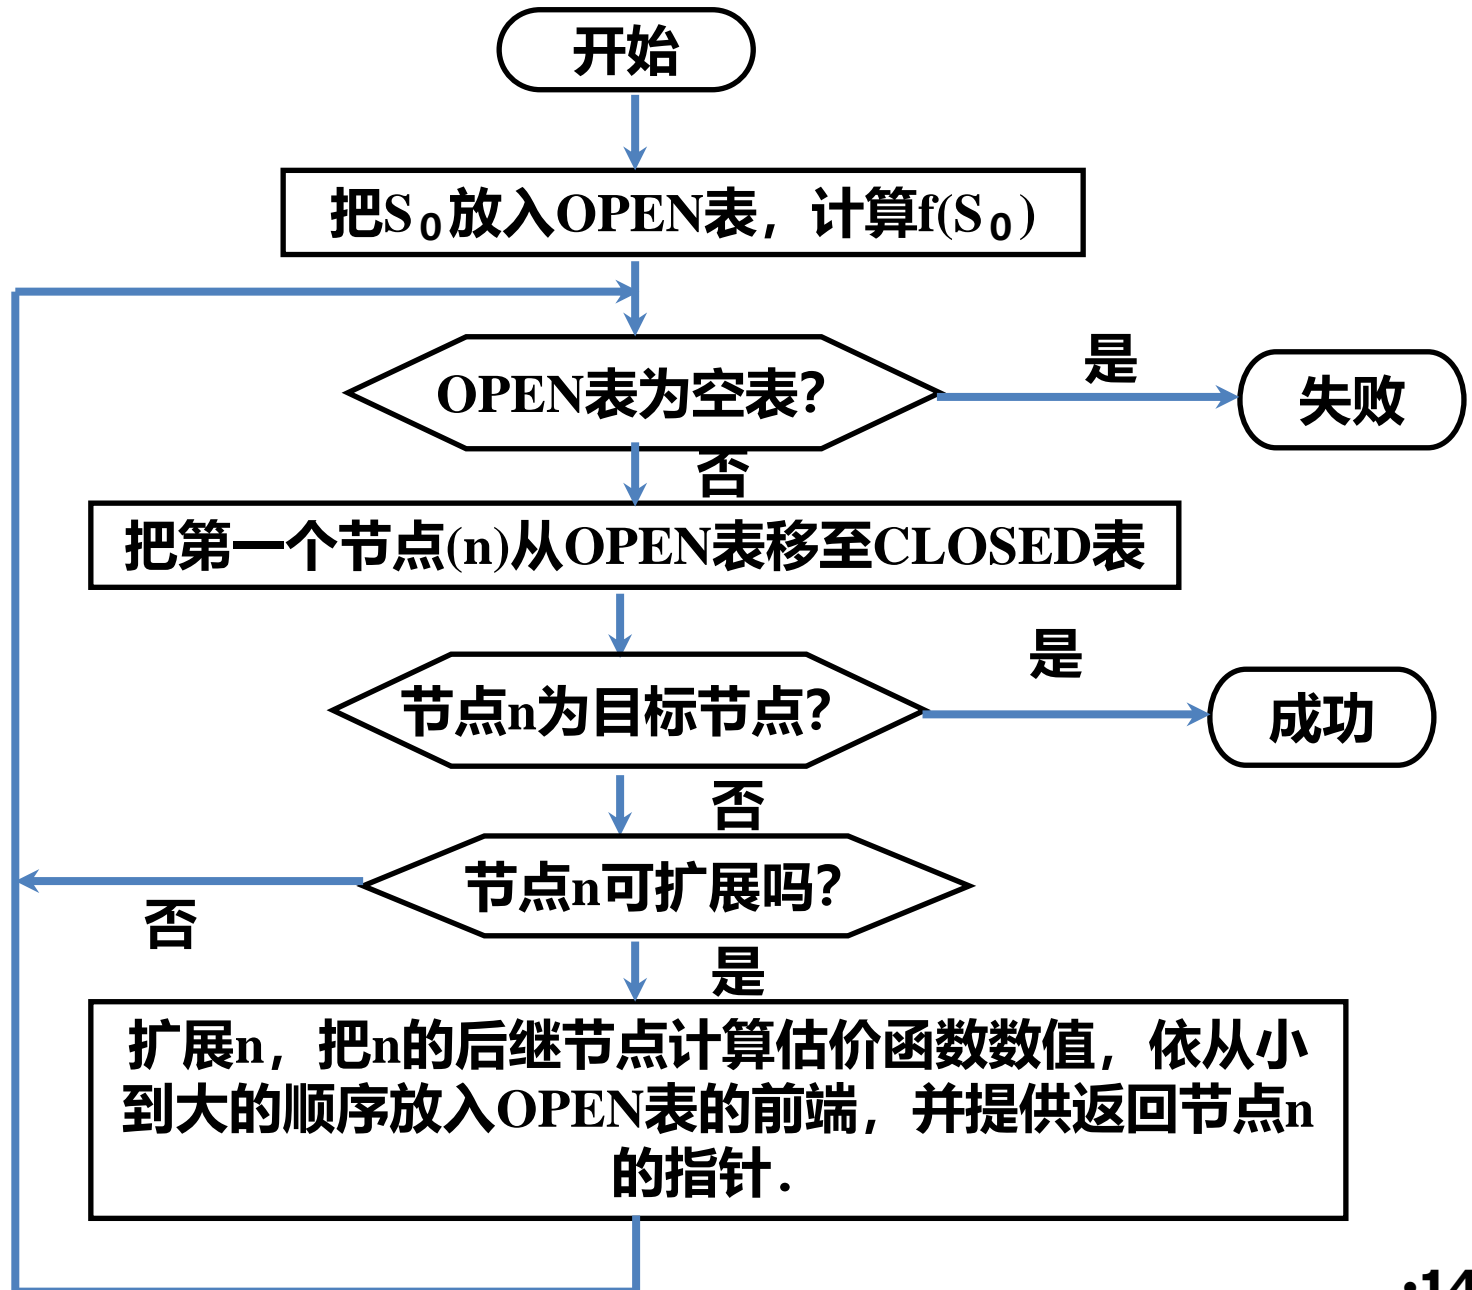 开始
把S₀放入OPEN表，计算f(S₀)
OPEN表为空表?
是
失败
否
把第一个节点(n)从OPEN表移至CLOSED表
节点n为目标节点?
是
成功
否
节点n可扩展吗?
否
是
扩展n，把n的后继节点计算估价函数数值，依从小
到大的顺序放入OPEN表的前端，并提供返回节点n
的指针.
•14